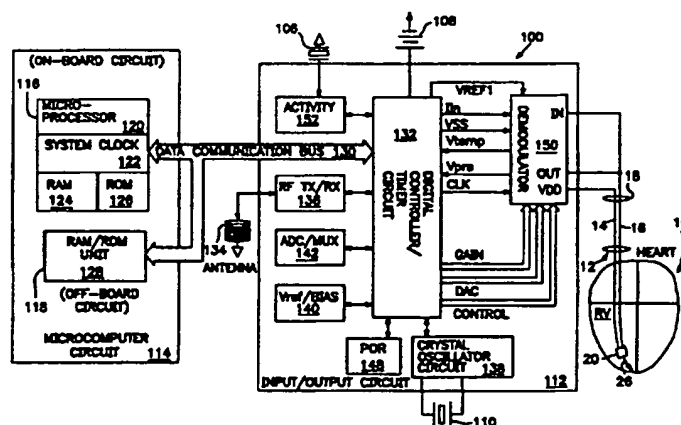 (ON-BOARD CIRCUIT)
116
MICRO-
PROCESSOR 120
SYSTEM CLOCK
122
RAM
124
ROM
126
DATA COMMUNICATION BUS 130
RAM/ROM
UNIT
128
118
(OFF-BOARD
CIRCUIT)
MICROCOMPUTER
CIRCUIT
114
106
108
100
ACTIVITY
152
RF TX/RX
136
134
ANTENNA
ADC/MUX
142
Vref/BIAS
140
132
DIGITAL
CONTROLLER/
TIMER
CIRCUIT
VREF1
VSS
Vtemp
Vprs
CLK
GAIN
DAC
CONTROL
DEMODULATOR
150
IN
OUT
VDD
POR
148
CRYSTAL
OSCILLATOR
CIRCUIT
138
INPUT/OUTPUT CIRCUIT
112
110
18
14
16
12
HEART
RV
20
26